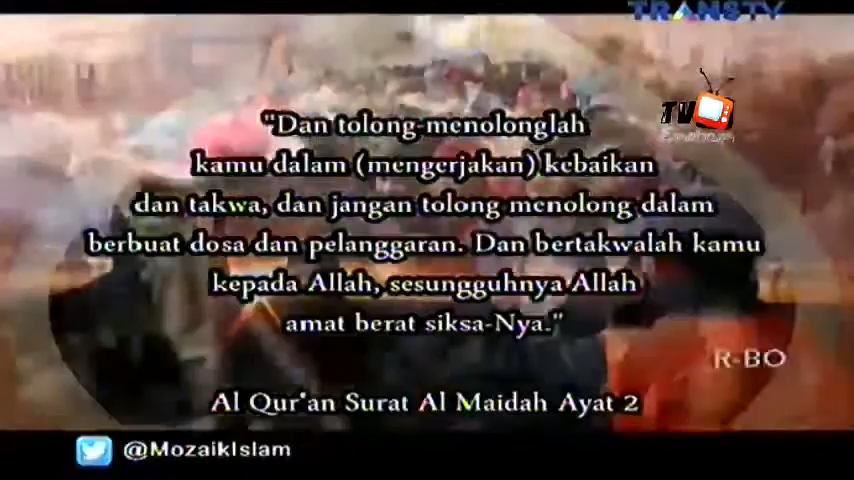 TRANSTV
TV
"Dan tolong-menolonglah
kamu dalam (mengerjakan) kebaikan
dan takwa, dan jangan tolong menolong dalam
berbuat dosa dan pelanggaran. Dan bertakwalah kamu
kepada Allah, sesungguhnya Allah
amat berat siksa-Nya."
R-BO
Al Qur'an Surat Al Maidah Ayat 2
@MozaikIslam